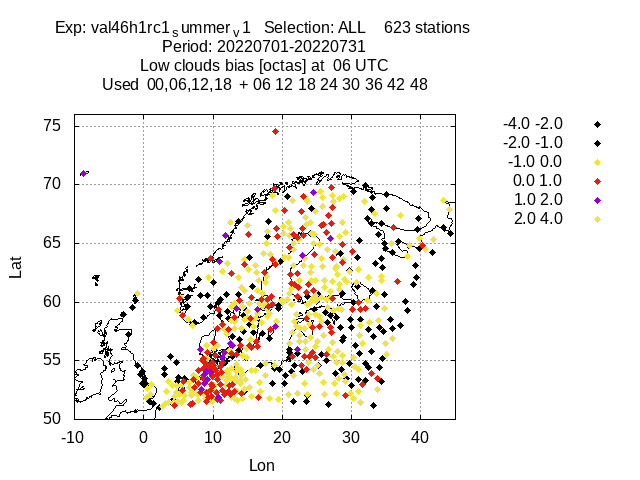 Exp: val46h1rc1summerv1 Selection: ALL 623 stations
Period: 20220701-20220731
Low clouds bias [octas] at 06 UTC
Used 00,06,12,18 + 06 12 18 24 30 36 42 48
-4.0 -2.0
-2.0 -1.0
-1.0 0.0
0.0 1.0
1.0 2.0
2.0 4.0
75
70
65
60
55
50
Lat
-10 0 10 20 30 40
Lon